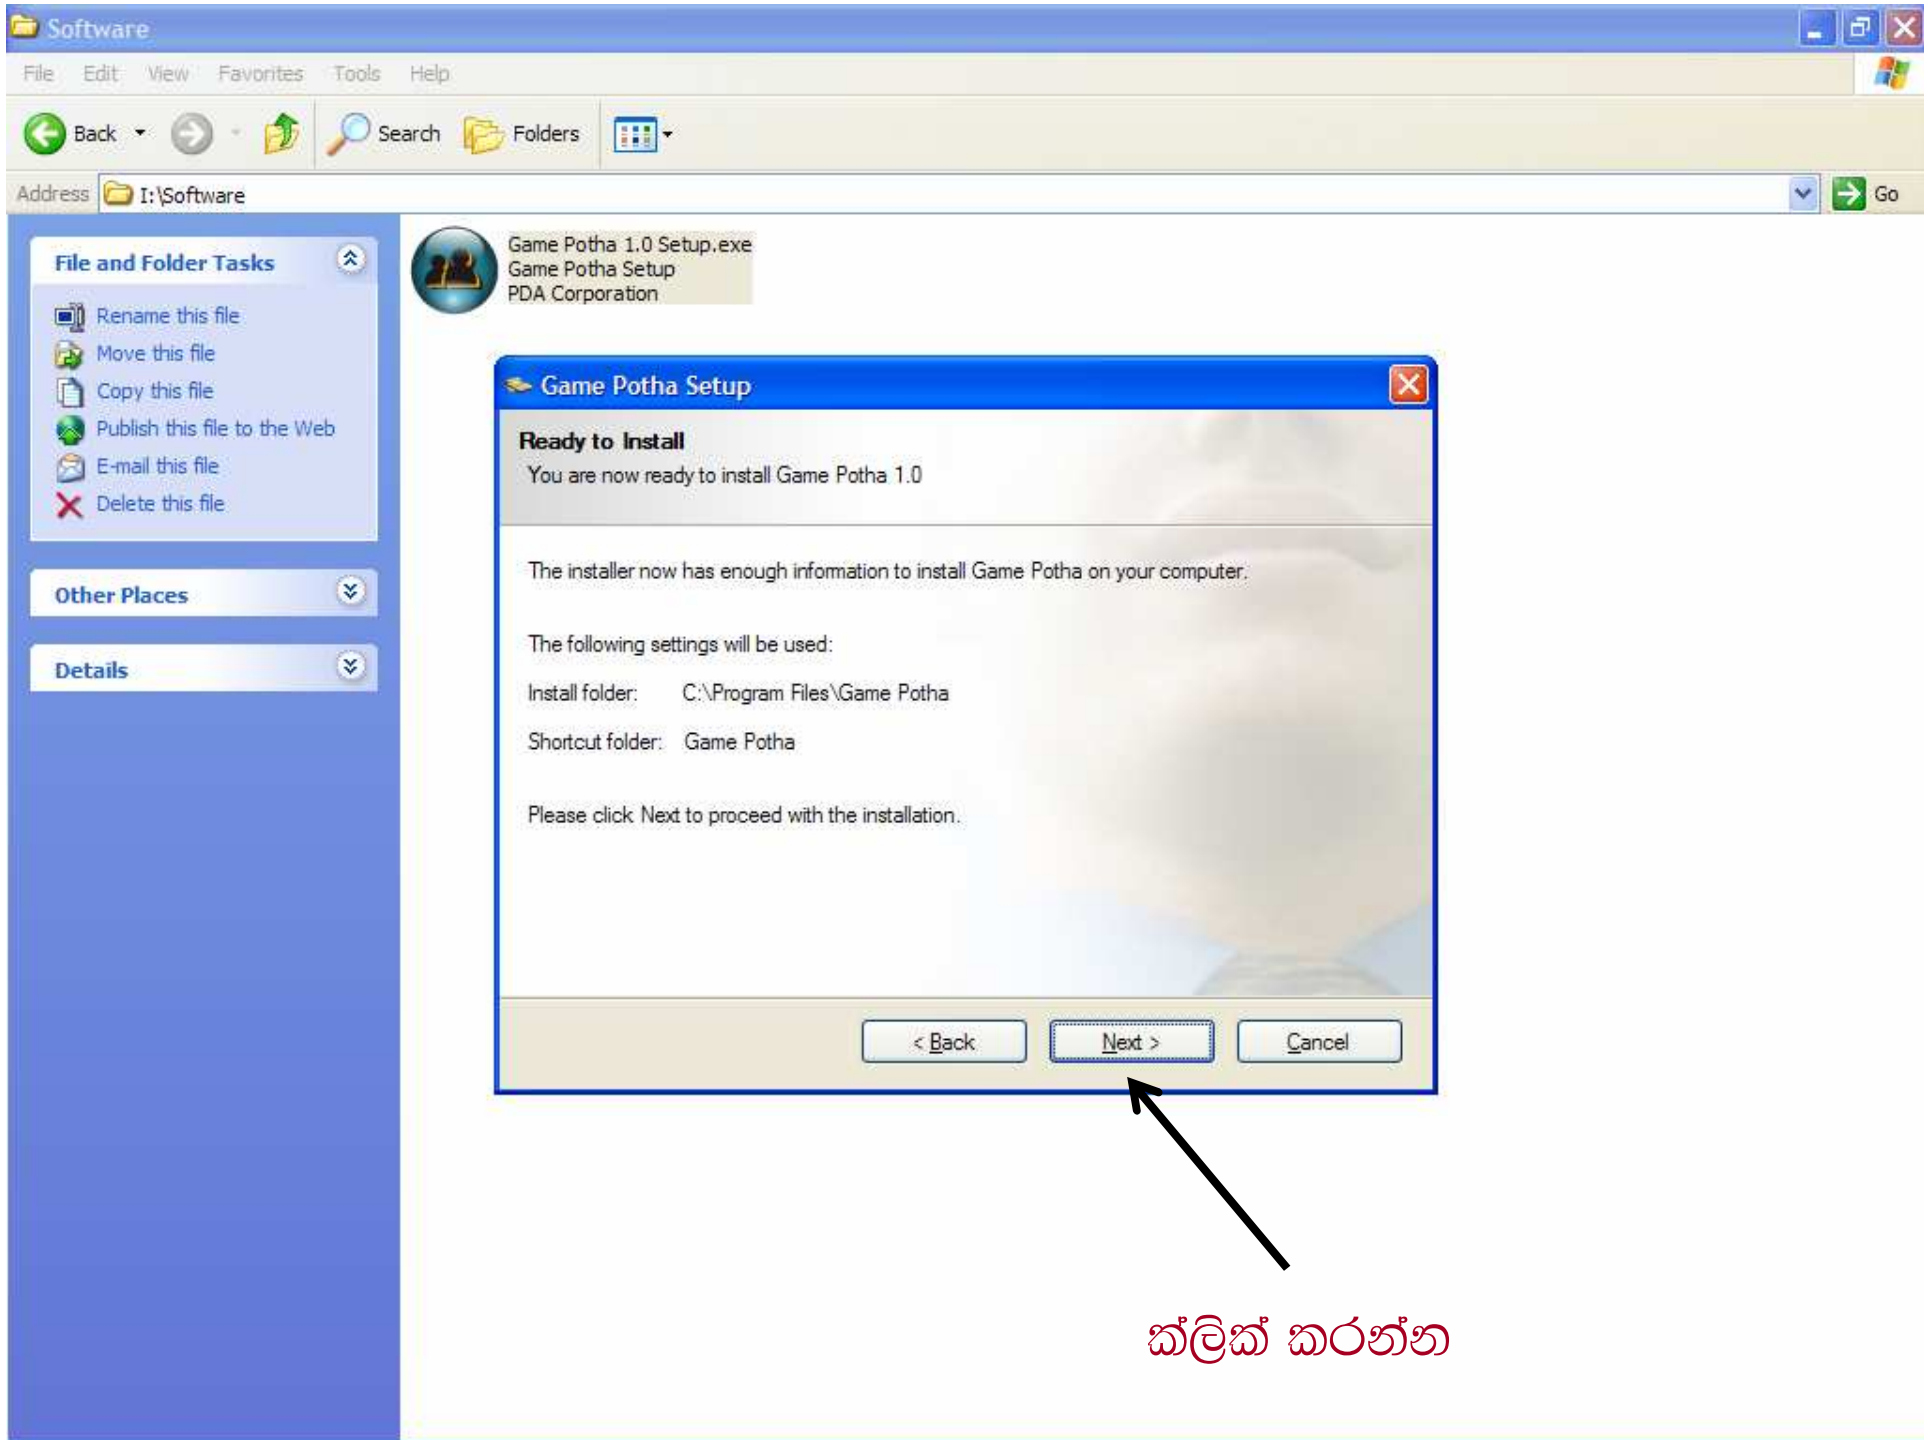 Software
File Edit View Favorites Tools Help
Back Search Folders
Address I:\Software Go
File and Folder Tasks
Rename this file
Move this file
Copy this file
Publish this file to the Web
E-mail this file
Delete this file
Other Places
Details
Game Potha 1.0 Setup.exe
Game Potha Setup
PDA Corporation
Game Potha Setup
Ready to Install
You are now ready to install Game Potha 1.0
The installer now has enough information to install Game Potha on your computer.
The following settings will be used:
Install folder: C:\Program Files\Game Potha
Shortcut folder: Game Potha
Please click Next to proceed with the installation.
< Back Next > Cancel
ක්ලික් කරන්න